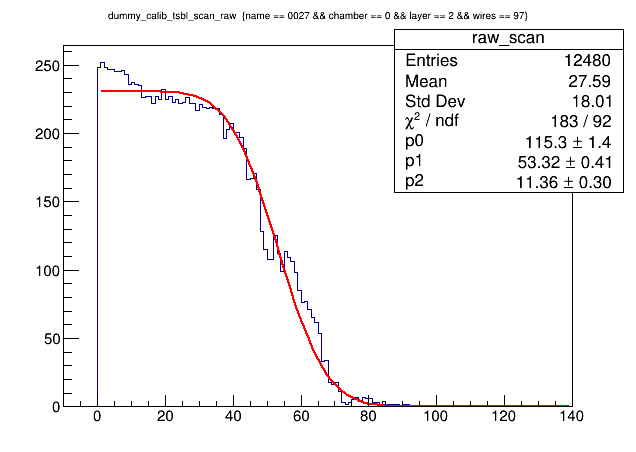 dummy_calib_tsbl_scan_raw {name == 0027 && chamber == 0 && layer == 2 && wires == 97}
raw_scan
Entries 12480
Mean 27.59
Std Dev 18.01
χ² / ndf 183 / 92
p0 115.3 ± 1.4
p1 53.32 ± 0.41
p2 11.36 ± 0.30
250
200
150
100
50
0
0 20 40 60 80 100 120 140